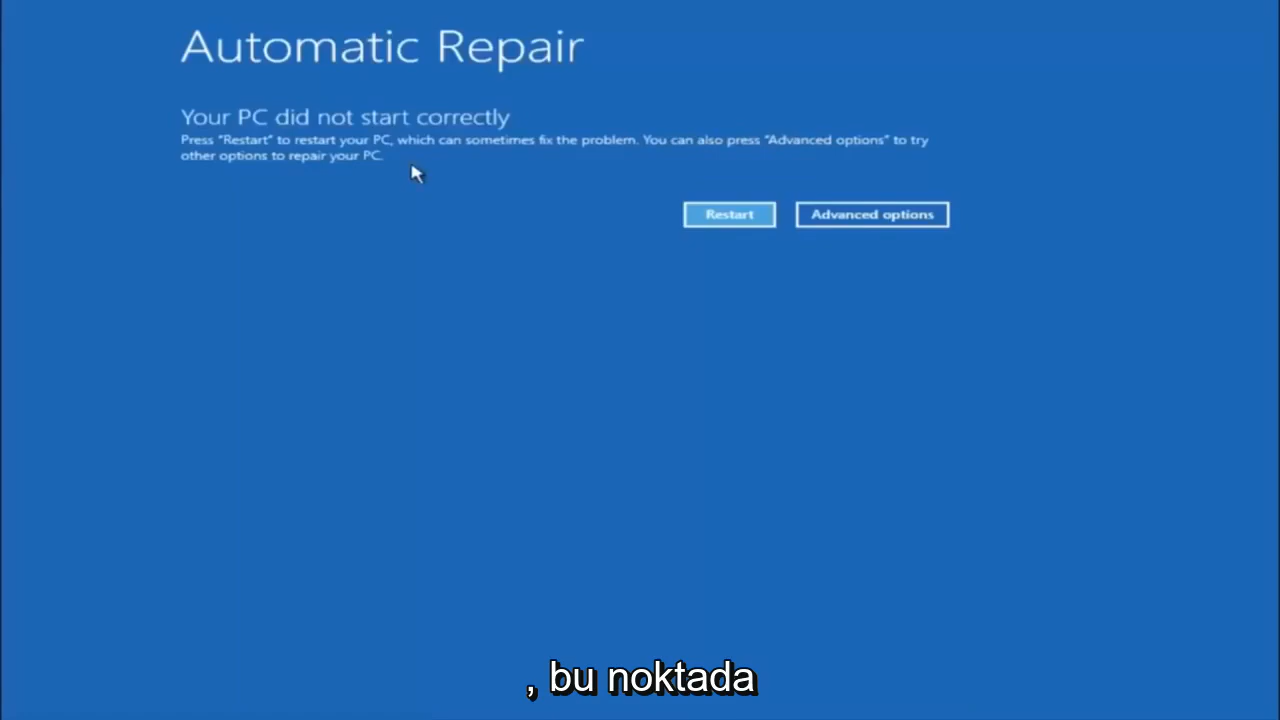 Automatic Repair
Your PC did not start correctly
Press "Restart" to restart your PC, which can sometimes fix the problem. You can also press "Advanced options" to try
other options to repair your PC.
Restart
Advanced options
, bu noktada